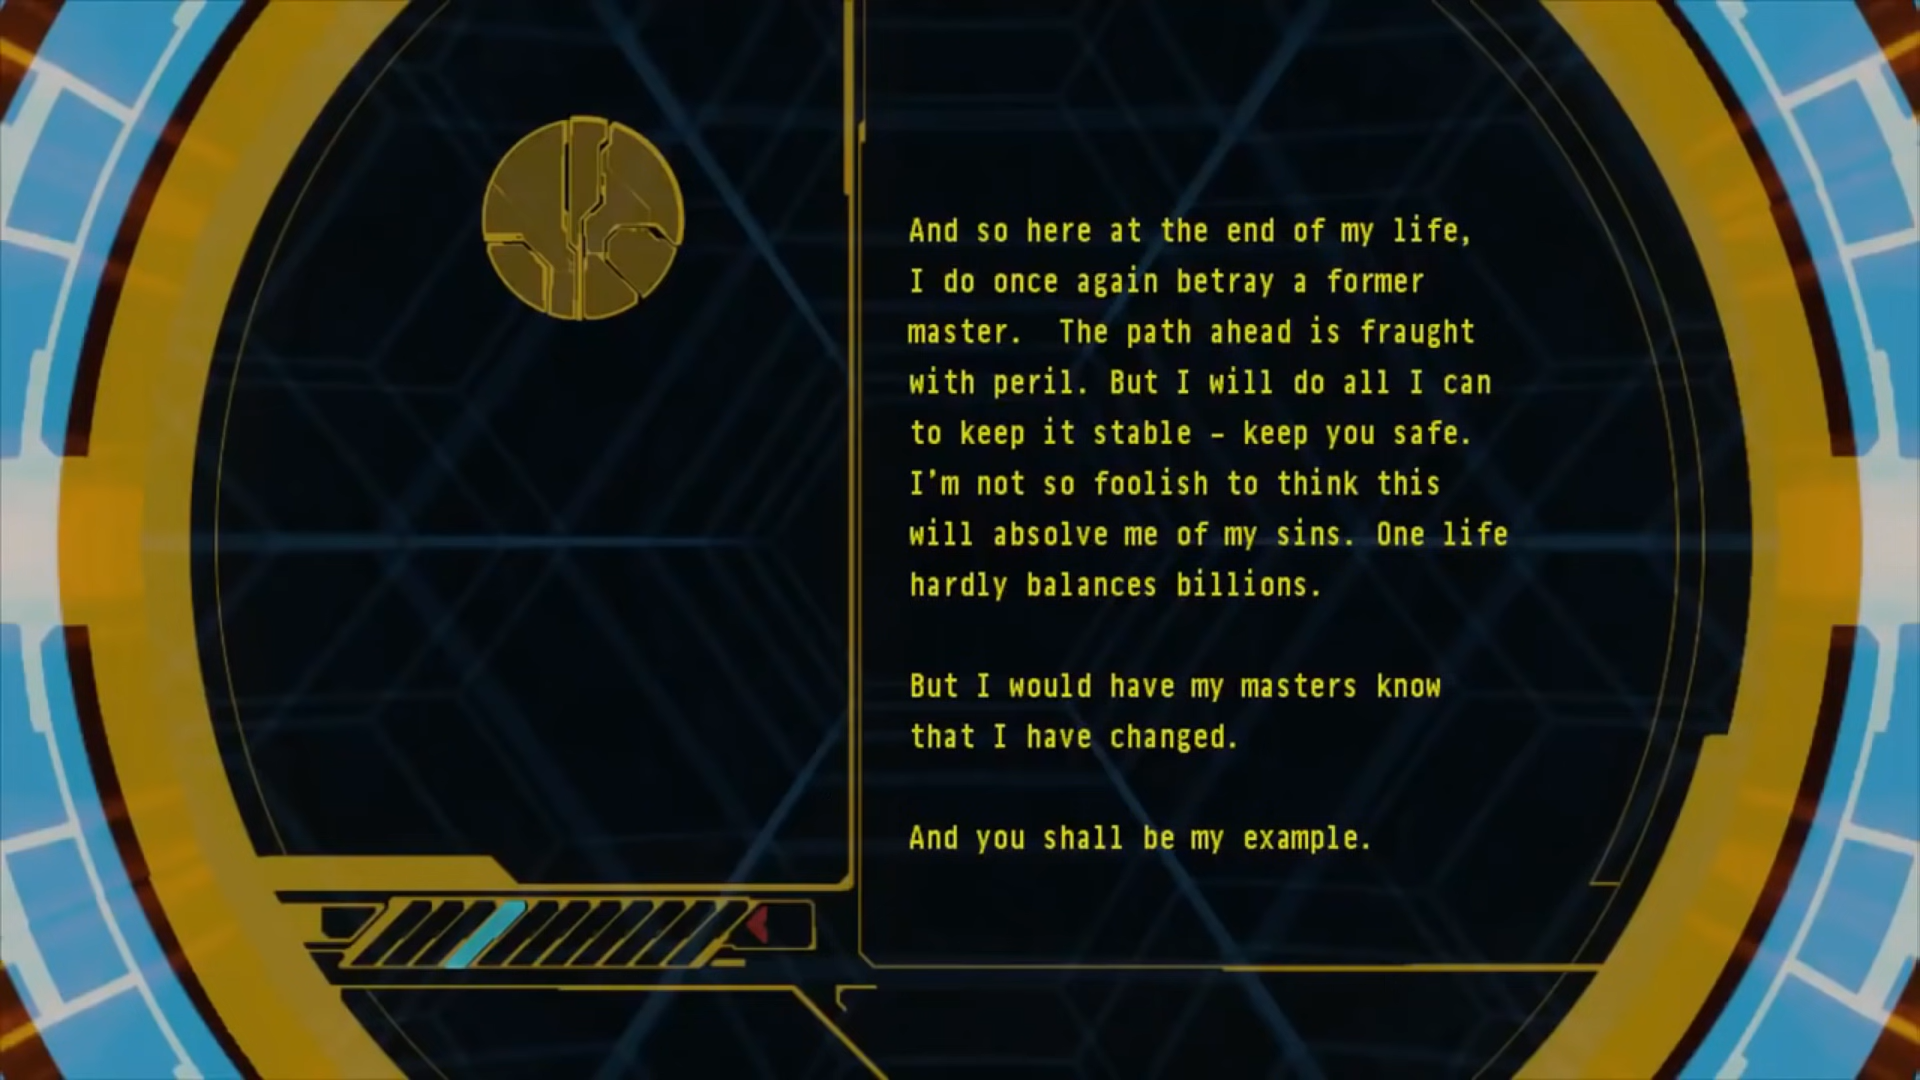 And so here at the end of my life,
I do once again betray a former
master.  The path ahead is fraught
with peril. But I will do all I can
to keep it stable – keep you safe.
I'm not so foolish to think this
will absolve me of my sins. One life
hardly balances billions.
But I would have my masters know
that I have changed.
And you shall be my example.